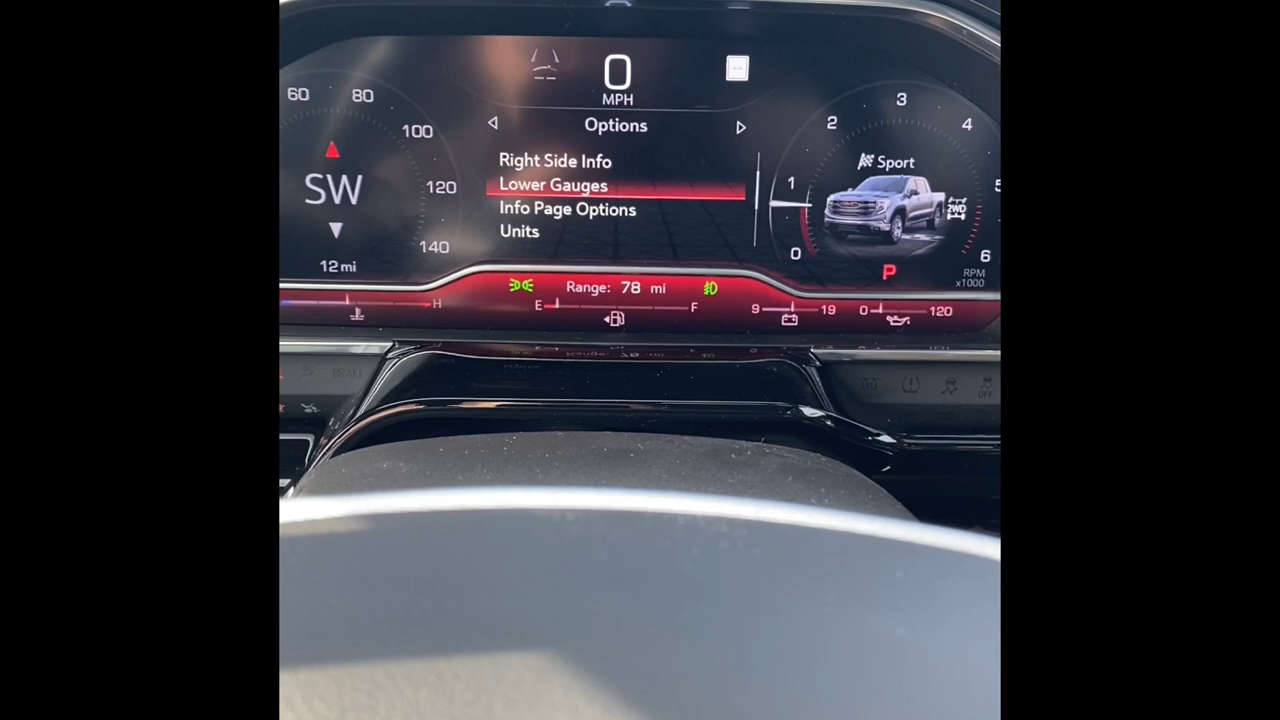 0
MPH
60
80
100
120
140
SW
12 mi
Options
Right Side Info
Lower Gauges
Info Page Options
Units
Sport
0
1
2
3
4
5
6
2WD
P
RPM
x1000
Range: 78 mi
H
E
F
9
19
0
120
BRAKE
OFF